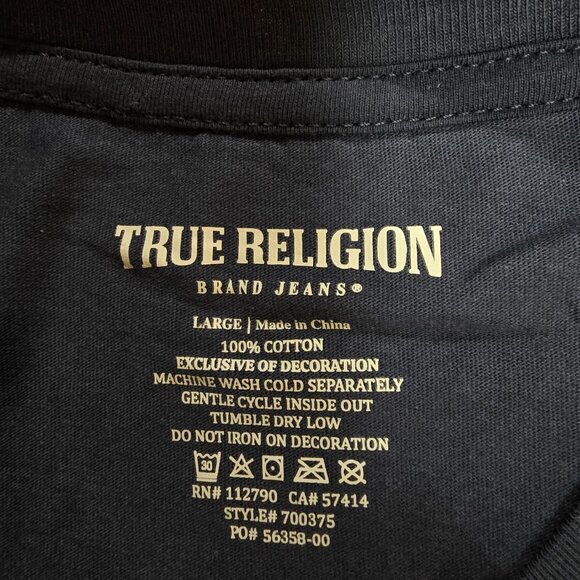 TRUE RELIGION
BRAND JEANS®
LARGE | Made in China
100% COTTON
EXCLUSIVE OF DECORATION
MACHINE WASH COLD SEPARATELY
GENTLE CYCLE INSIDE OUT
TUMBLE DRY LOW
DO NOT IRON ON DECORATION
30
RN# 112790 CA# 57414
STYLE# 700375
PO# 56358-00